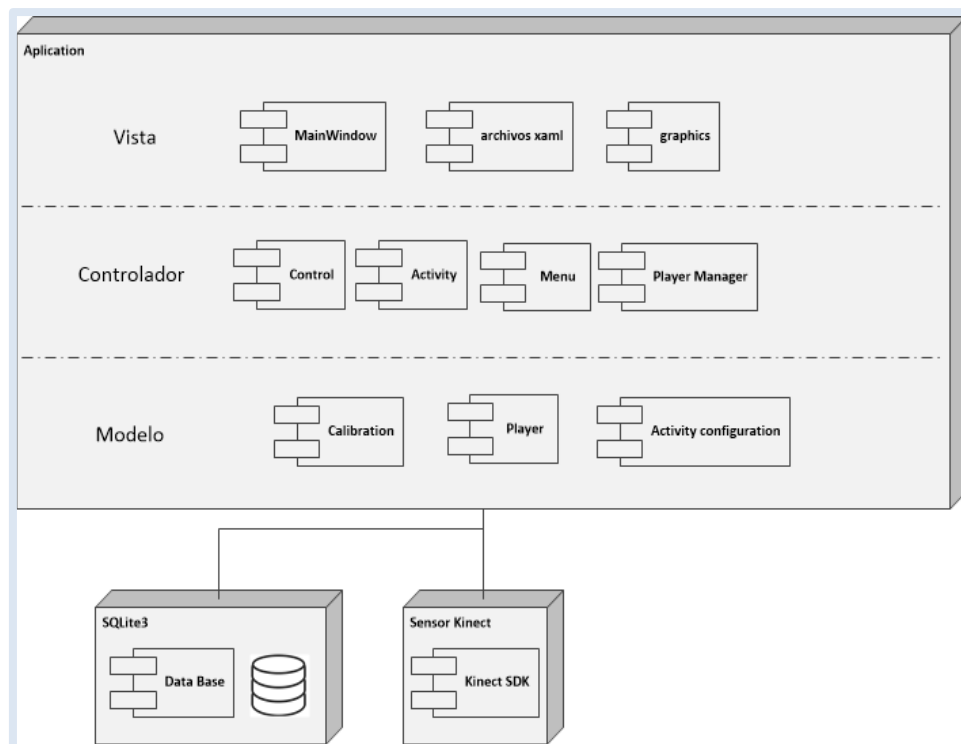 Aplication
Vista
MainWindow
archivos xaml
graphics
Controlador
Control
Activity
Menu
Player Manager
Modelo
Calibration
Player
Activity configuration
SQLite3
Data Base
Sensor Kinect
Kinect SDK